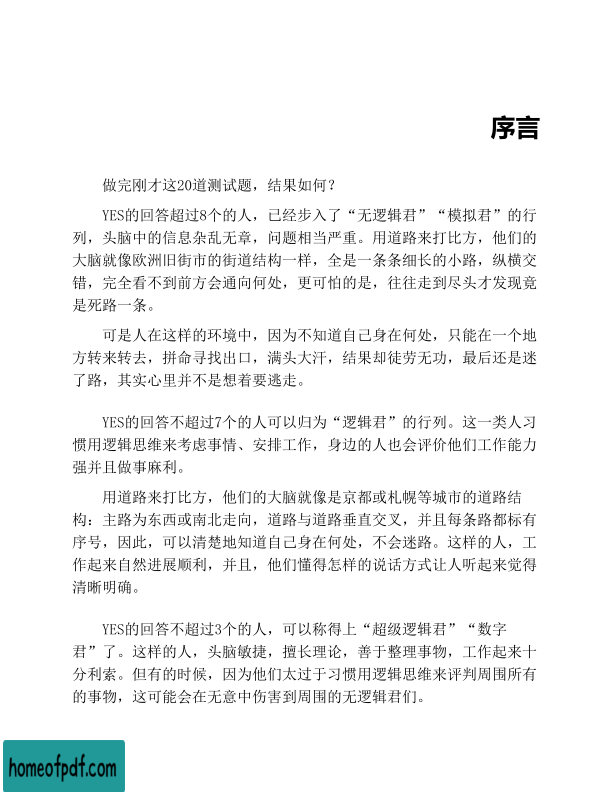 序言
做完刚才这20道测试题，结果如何？
YES的回答超过8个的人，已经步入了“无逻辑君”“模拟君”的行
列，头脑中的信息杂乱无章，问题相当严重。用道路来打比方，他们的
大脑就像欧洲旧街市的街道结构一样，全是一条条细长的小路，纵横交
错，完全看不到前方会通向何处，更可怕的是，往往走到尽头才发现竟
是死路一条。
可是人在这样的环境中，因为不知道自己身在何处，只能在一个地
方转来转去，拼命寻找出口，满头大汗，结果却徒劳无功，最后还是迷
了路，其实心里并不是想着要逃走。
YES的回答不超过7个的人可以归为“逻辑君”的行列。这一类人习
惯用逻辑思维来考虑事情、安排工作，身边的人也会评价他们工作能力
强并且做事麻利。
用道路来打比方，他们的大脑就像是京都或札幌等城市的道路结
构：主路为东西或南北走向，道路与道路垂直交叉，并且每条路都标有
序号，因此，可以清楚地知道自己身在何处，不会迷路。这样的人，工
作起来自然进展顺利，并且，他们懂得怎样的说话方式让人听起来觉得
清晰明确。
YES的回答不超过3个的人，可以称得上“超级逻辑君”“数字
君”了。这样的人，头脑敏捷，擅长理论，善于整理事物，工作起来十
分利索。但有的时候，因为他们太过于习惯用逻辑思维来评判周围所有
的事物，这可能会在无意中伤害到周围的无逻辑君们。
homeofpdf.com